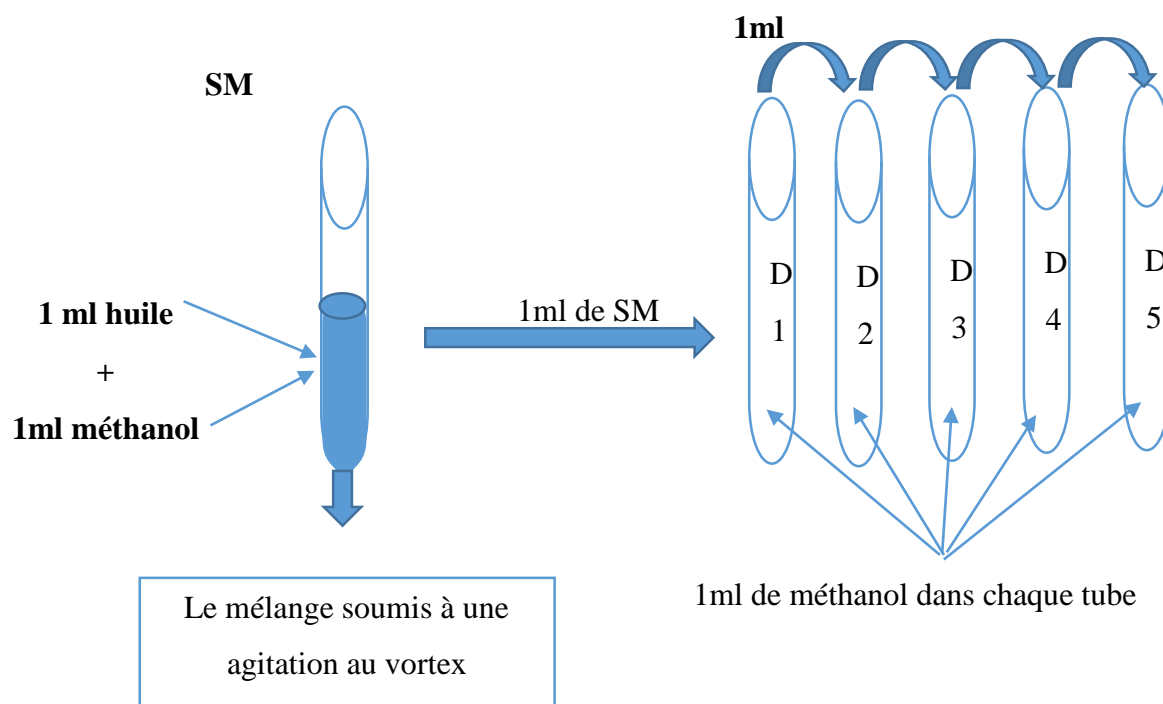 1ml
SM
1 ml huile
+
1ml méthanol
1ml de SM
D
1
D
2
D
3
D
4
D
5
Le mélange soumis à une
agitation au vortex
1ml de méthanol dans chaque tube